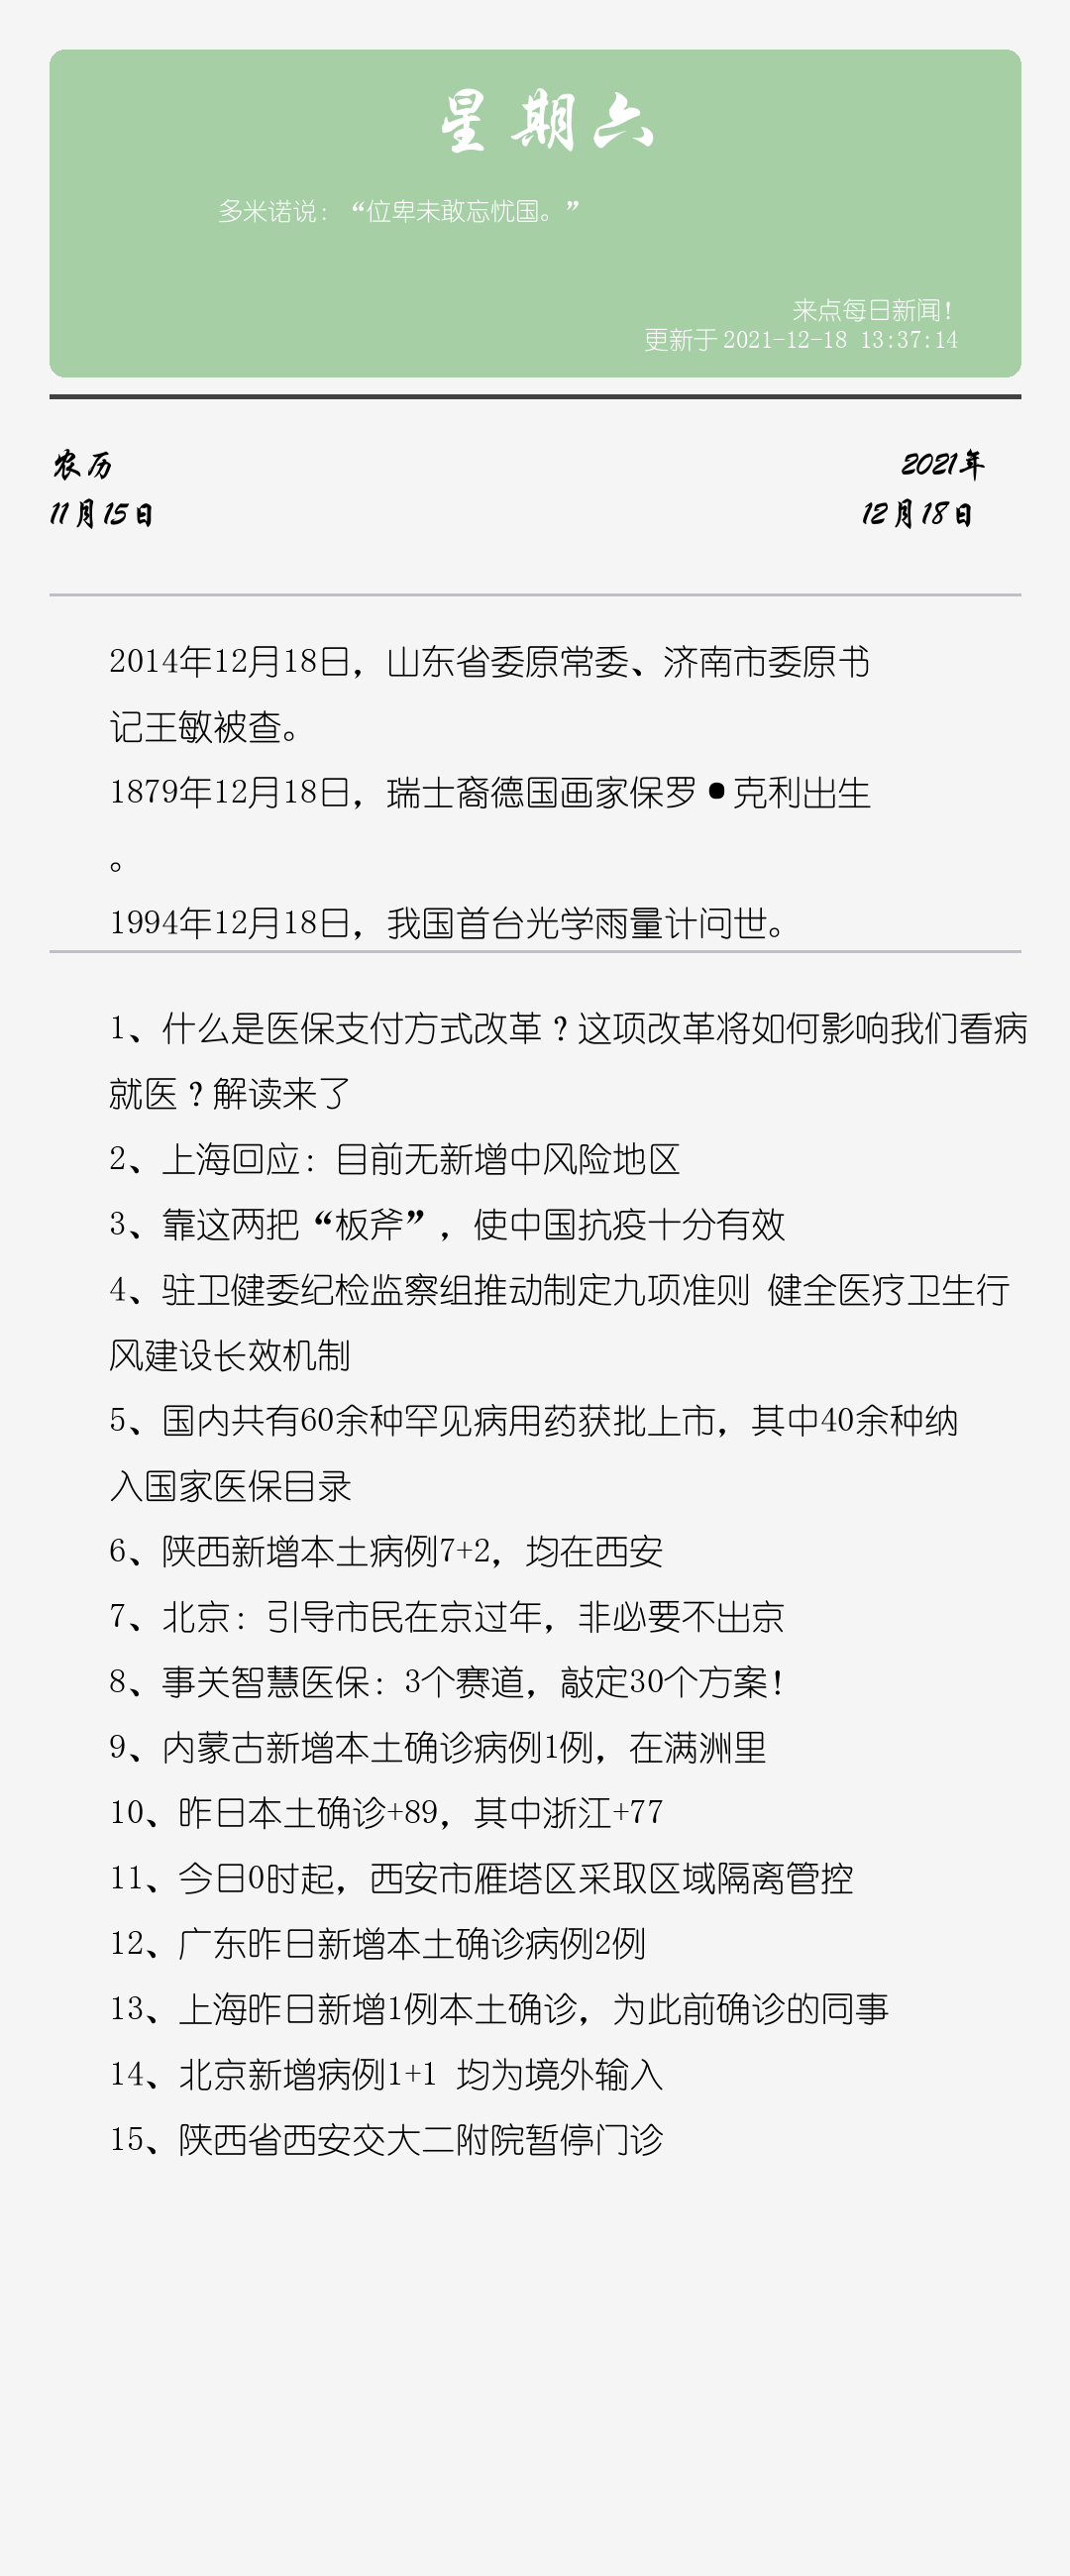 星期六
多米诺说：“位卑未敢忘忧国。”
来点每日新闻！
更新于 2021-12-18 13:37:14
农历
2021年
11月15日
12月18日
2014年12月18日，山东省委原常委、济南市委原书
记王敏被查。
1879年12月18日，瑞士裔德国画家保罗•克利出生
。
1994年12月18日，我国首台光学雨量计问世。
1、什么是医保支付方式改革？这项改革将如何影响我们看病
就医？解读来了
2、上海回应：目前无新增中风险地区
3、靠这两把“板斧”，使中国抗疫十分有效
4、驻卫健委纪检监察组推动制定九项准则 健全医疗卫生行
风建设长效机制
5、国内共有60余种罕见病用药获批上市，其中40余种纳
入国家医保目录
6、陕西新增本土病例7+2，均在西安
7、北京：引导市民在京过年，非必要不出京
8、事关智慧医保：3个赛道，敲定30个方案！
9、内蒙古新增本土确诊病例1例，在满洲里
10、昨日本土确诊+89，其中浙江+77
11、今日0时起，西安市雁塔区采取区域隔离管控
12、广东昨日新增本土确诊病例2例
13、上海昨日新增1例本土确诊，为此前确诊的同事
14、北京新增病例1+1 均为境外输入
15、陕西省西安交大二附院暂停门诊